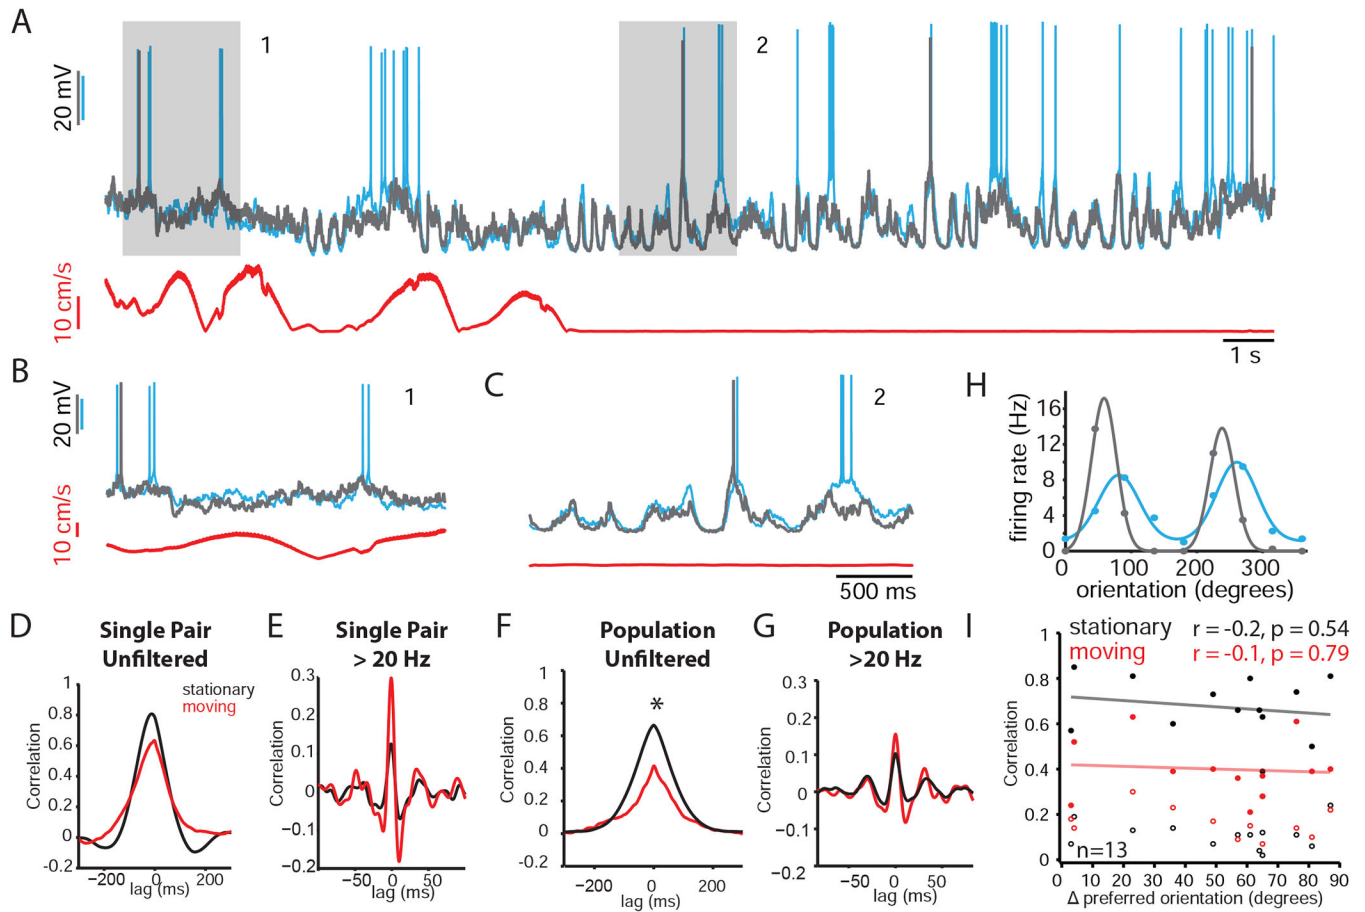 A
1
2
20 mV
10 cm/s
1 s
B
1
20 mV
10 cm/s
C
2
500 ms
H
firing rate (Hz)
16
12
8
4
0
0 100 200 300
orientation (degrees)
D
Single Pair
Unfiltered
stationary
moving
Correlation
1
0.8
0.6
0.4
0.2
0
-0.2
−200 0 200
lag (ms)
E
Single Pair
> 20 Hz
Correlation
0.3
0.2
0.1
0
−0.1
−0.2
−50 0 50
lag (ms)
F
Population
Unfiltered
*
Correlation
1
0.8
0.6
0.4
0.2
0
-0.2
−200 0 200
lag (ms)
G
Population
>20 Hz
Correlation
0.3
0.2
0.1
0
−0.1
−0.2
−50 0 50
lag (ms)
I
stationary r = -0.2, p = 0.54
moving r = -0.1, p = 0.79
Correlation
1
0.8
0.6
0.4
0.2
0
n=13
0 10 20 30 40 50 60 70 80 90
Δ preferred orientation (degrees)